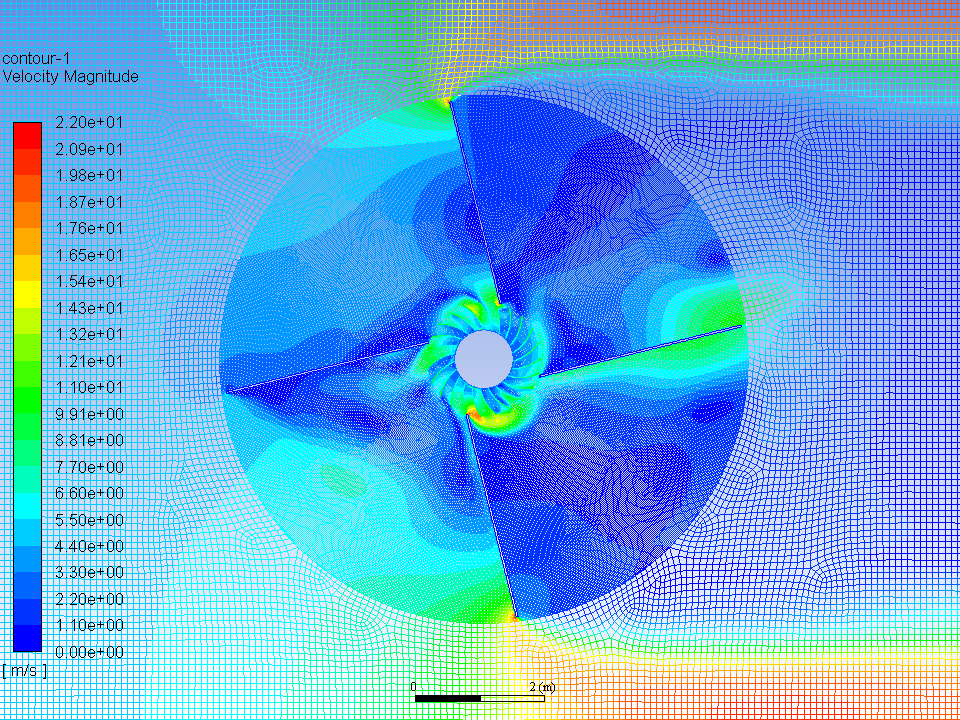 contour-1
Velocity Magnitude
2.20e+01
2.09e+01
1.98e+01
1.87e+01
1.76e+01
1.65e+01
1.54e+01
1.43e+01
1.32e+01
1.21e+01
1.10e+01
9.91e+00
8.81e+00
7.70e+00
6.60e+00
5.50e+00
4.40e+00
3.30e+00
2.20e+00
1.10e+00
0.00e+00
[ m/s ]
0 2 (m)